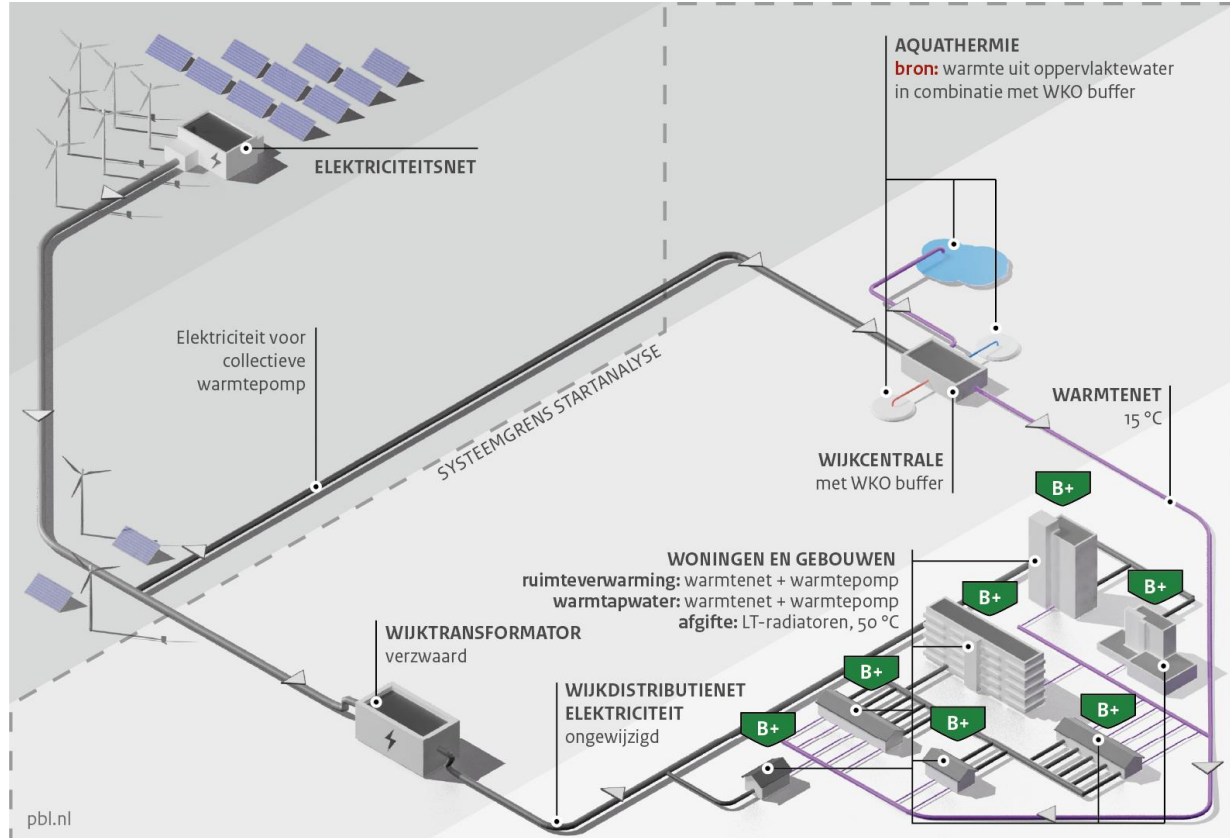 AQUATHERMIE
bron: warmte uit oppervlaktewater
in combinatie met WKO buffer
ELEKTRICITEITSNET
Elektriciteit voor
collectieve
warmtepomp
SYSTEEMGRENS STARTANALYSE
WARMTENET
15 °C
WIJKCENTRALE
met WKO buffer
B+
WONINGEN EN GEBOUWEN
ruimteverwarming: warmtenet + warmtepomp
warmtapwater: warmtenet + warmtepomp
afgifte: LT-radiatoren, 50 °C
B+
B+
WIJKTRANSFORMATOR
verzwaard
WIJKDISTRIBUTIENET
ELEKTRICITEIT
ongewijzigd
B+
B+
B+
B+
pbl.nl